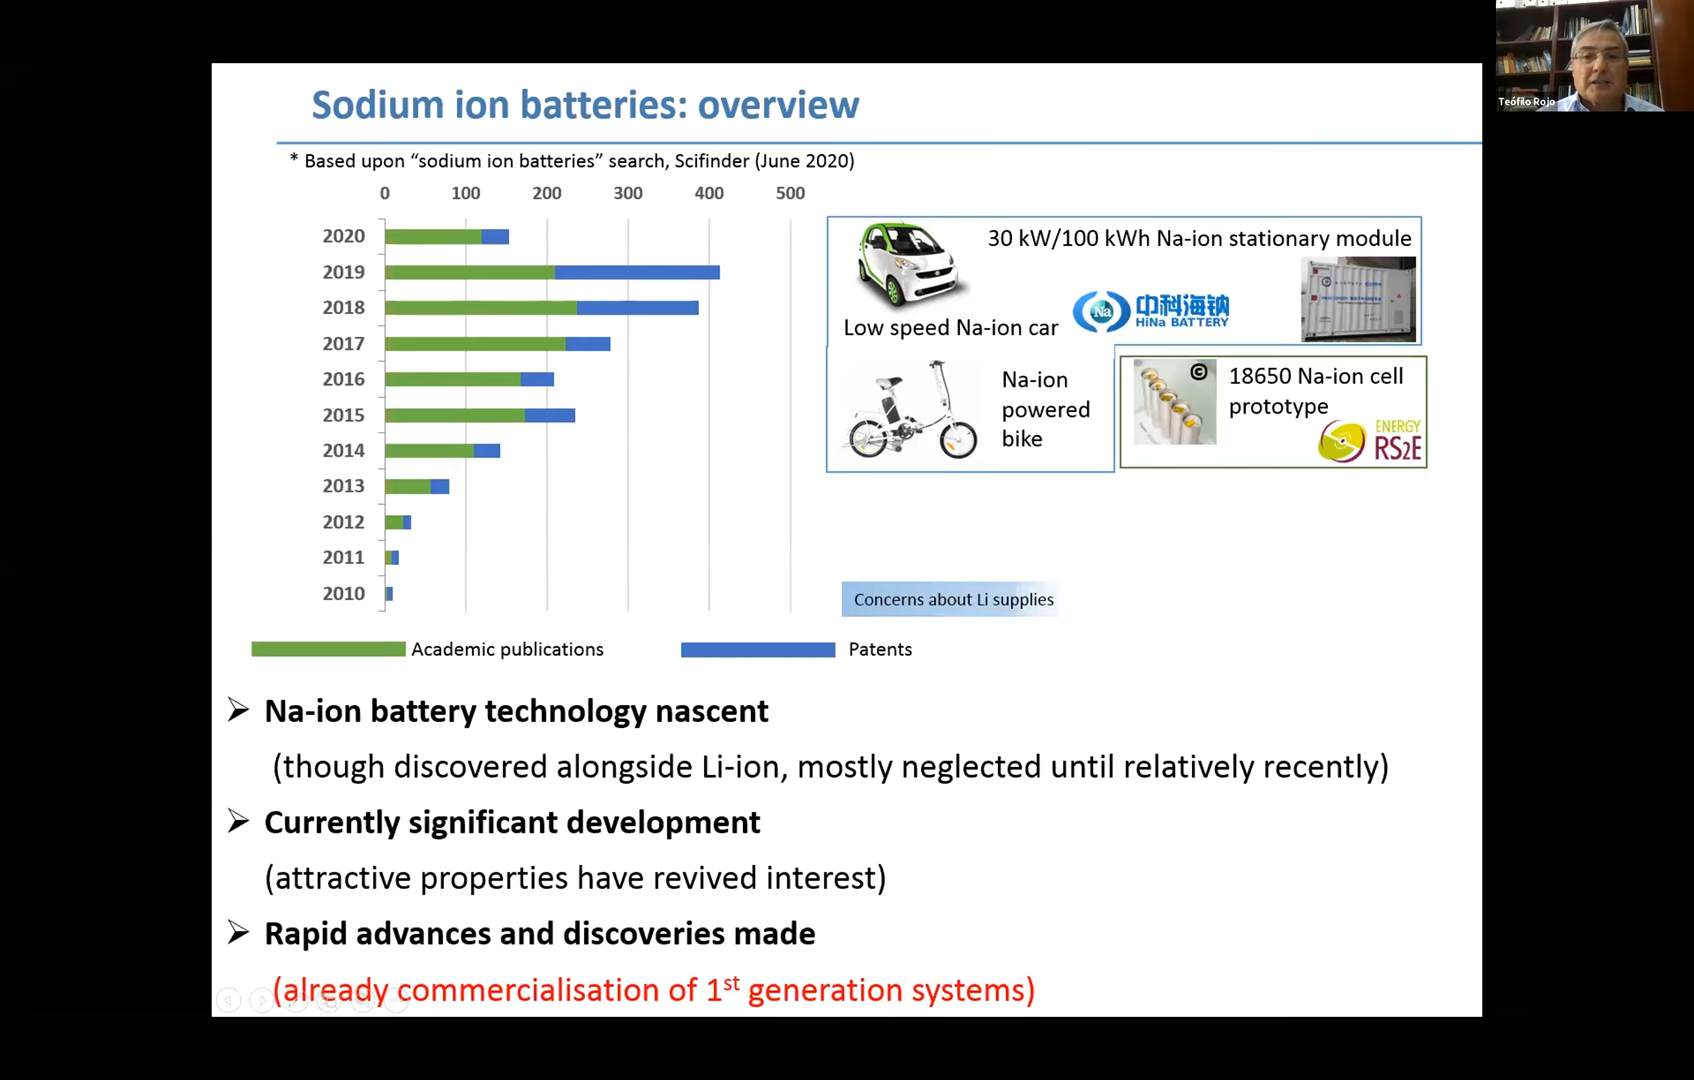 Teófilo Rojo
Sodium ion batteries: overview
* Based upon “sodium ion batteries” search, Scifinder (June 2020)
0 100 200 300 400 500
2020
2019
2018
2017
2016
2015
2014
2013
2012
2011
2010
Academic publications
Patents
30 kW/100 kWh Na-ion stationary module
Low speed Na-ion car
Na
中科海钠
HiNa BATTERY
Na-ion
powered
bike
©
18650 Na-ion cell
prototype
ENERGY
RS2E
Concerns about Li supplies
➢ Na-ion battery technology nascent
(though discovered alongside Li-ion, mostly neglected until relatively recently)
➢ Currently significant development
(attractive properties have revived interest)
➢ Rapid advances and discoveries made
(already commercialisation of 1st generation systems)